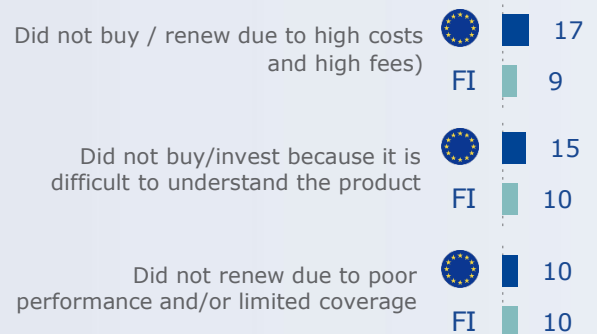 Did not buy / renew due to high costs
and high fees)
17
FI 9
Did not buy/invest because it is
difficult to understand the product
15
FI 10
Did not renew due to poor
performance and/or limited coverage
10
FI 10